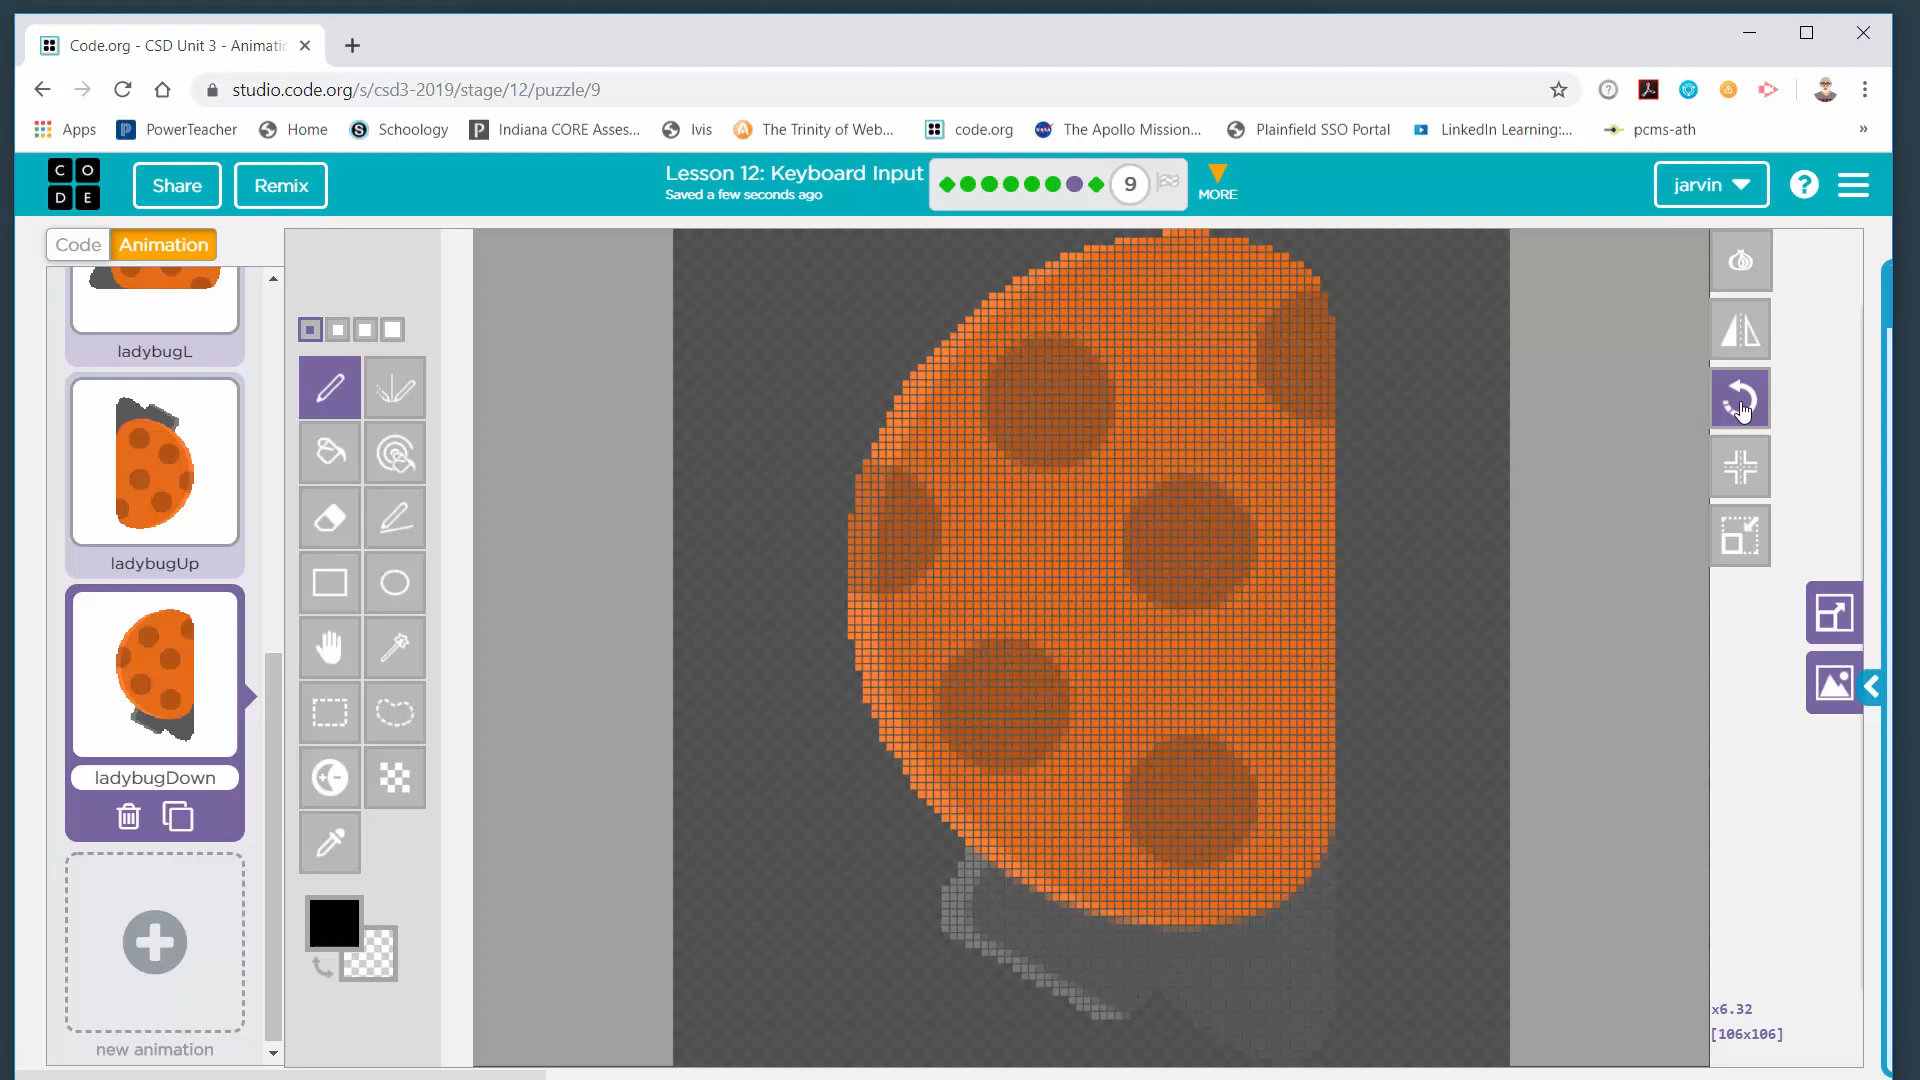 Code.org - CSD Unit 3 - Animatic
studio.code.org/s/csd3-2019/stage/12/puzzle/9
Apps PowerTeacher Home Schoology Indiana CORE Asses... Ivis The Trinity of Web... code.org The Apollo Mission... Plainfield SSO Portal LinkedIn Learning:... pcms-ath »
C O
D E
Share Remix
Lesson 12: Keyboard Input
Saved a few seconds ago
9
MORE
jarvin
?
Code Animation
ladybugL
ladybugUp
ladybugDown
new animation
x6.32
[106x106]